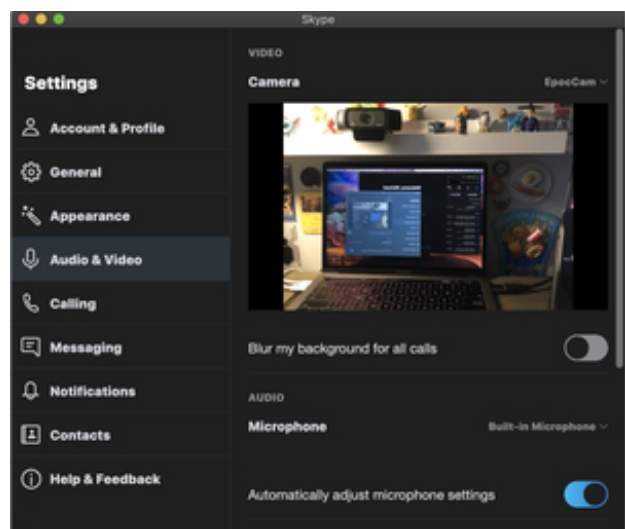 Skype
Settings
Account & Profile
General
Appearance
Audio & Video
Calling
Messaging
Notifications
Contacts
Help & Feedback
VIDEO
Camera
EpocCam
Blur my background for all calls
AUDIO
Microphone
Built-in Microphone
Automatically adjust microphone settings